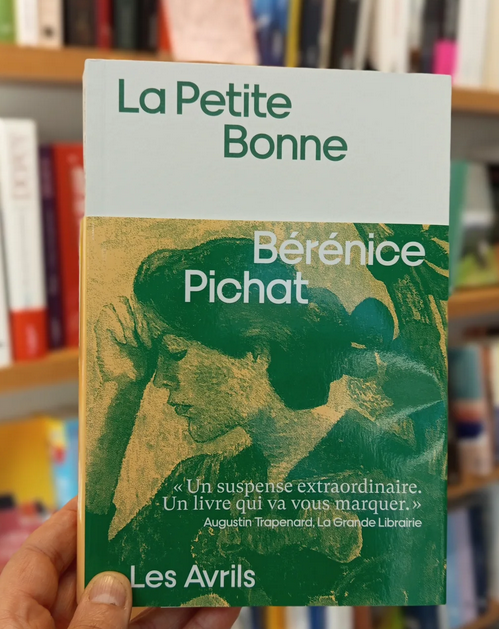 La Petite
Bonne
Bérénice
Pichat
« Un suspense extraordinaire.
Un livre qui va vous marquer. »
Augustin Trapenard, La Grande Librairie
Les Avrils